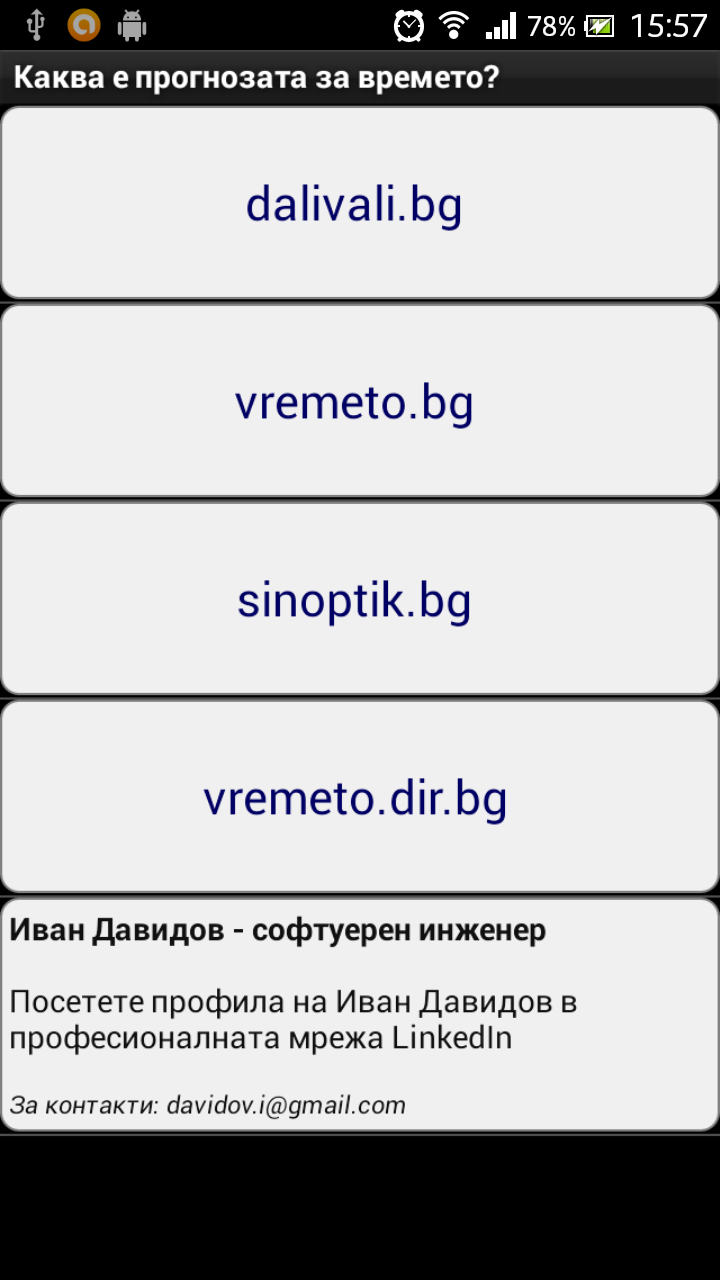 78% 15:57
Каква е прогнозата за времето?
dalivali.bg
vremeto.bg
sinoptik.bg
vremeto.dir.bg
Иван Давидов - софтуерен инженер
Посетете профила на Иван Давидов в
професионалната мрежа LinkedIn
За контакти: davidov.i@gmail.com